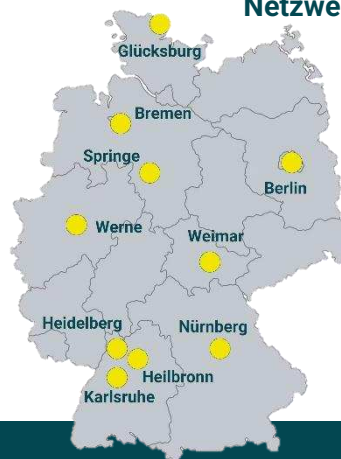 Netzwe
Glücksburg
Bremen
Springe
Berlin
Werne
Weimar
Heidelberg
Nürnberg
Heilbronn
Karlsruhe